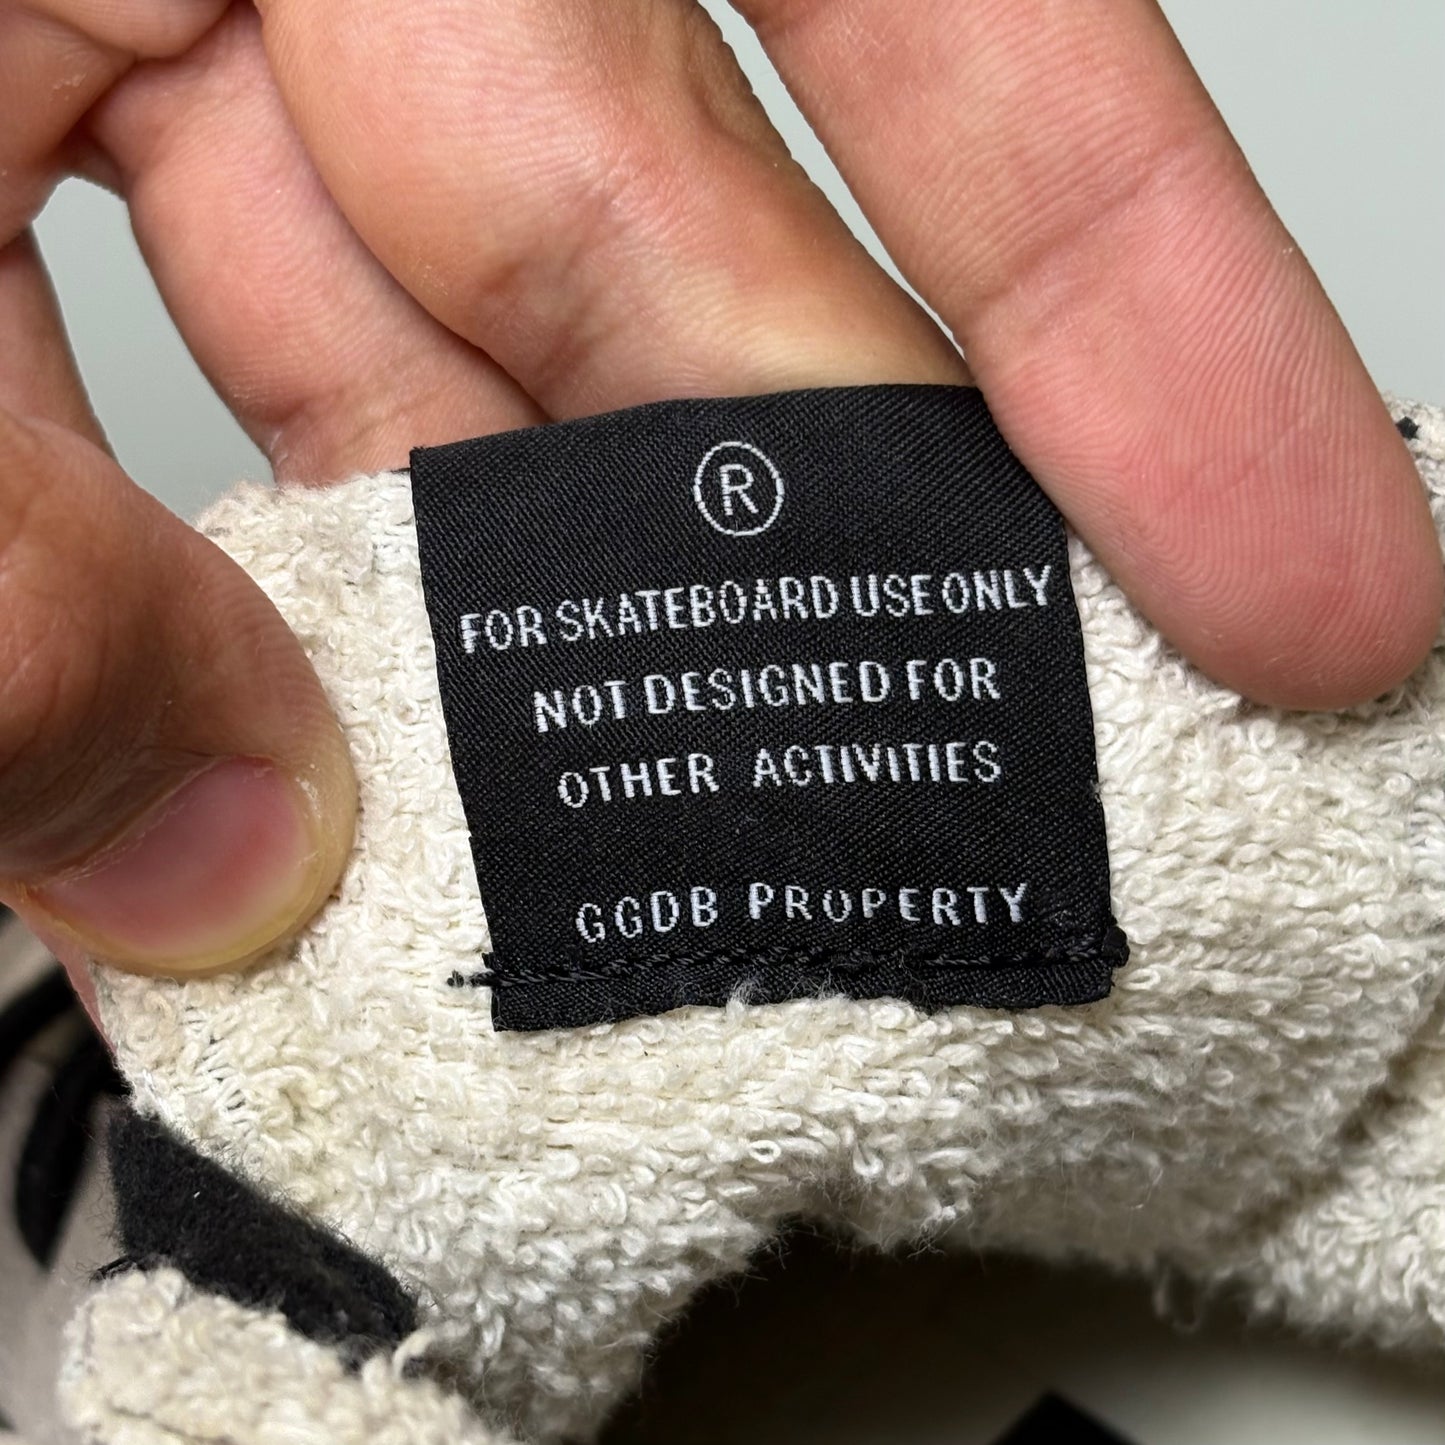 ®
FOR SKATEBOARD USE ONLY
NOT DESIGNED FOR
OTHER ACTIVITIES
GGDB PROPERTY